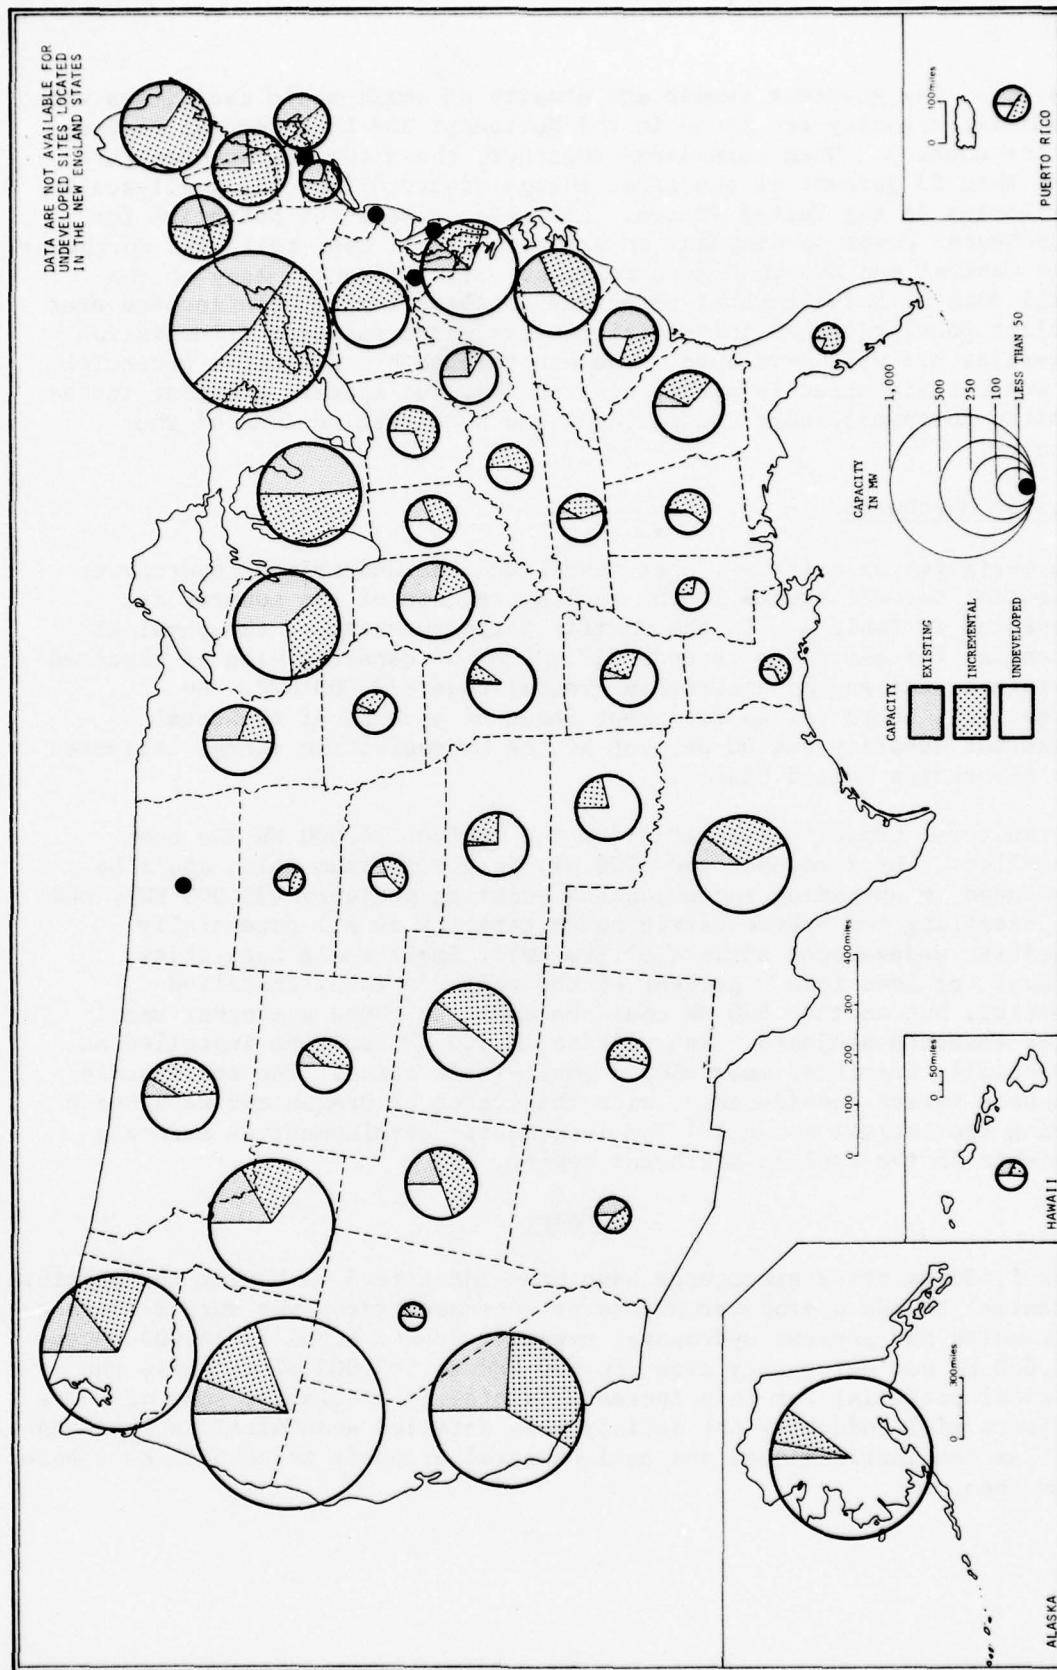 DATA ARE NOT AVAILABLE FOR
UNDEVELOPED SITES LOCATED
IN THE NEW ENGLAND STATES
CAPACITY
IN MW
1,000
500
250
100
LESS THAN 50
CAPACITY
EXISTING
INCREMENTAL
UNDEVELOPED
0 100 200 300 400miles
ALASKA
0 300miles
HAWAII
0 50miles
PUERTO RICO
0 100miles